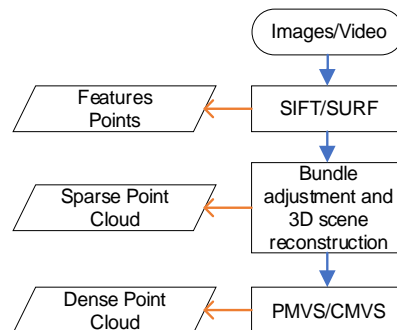 Images/Video
Features
Points
SIFT/SURF
Sparse Point
Cloud
Bundle
adjustment and
3D scene
reconstruction
Dense Point
Cloud
PMVS/CMVS